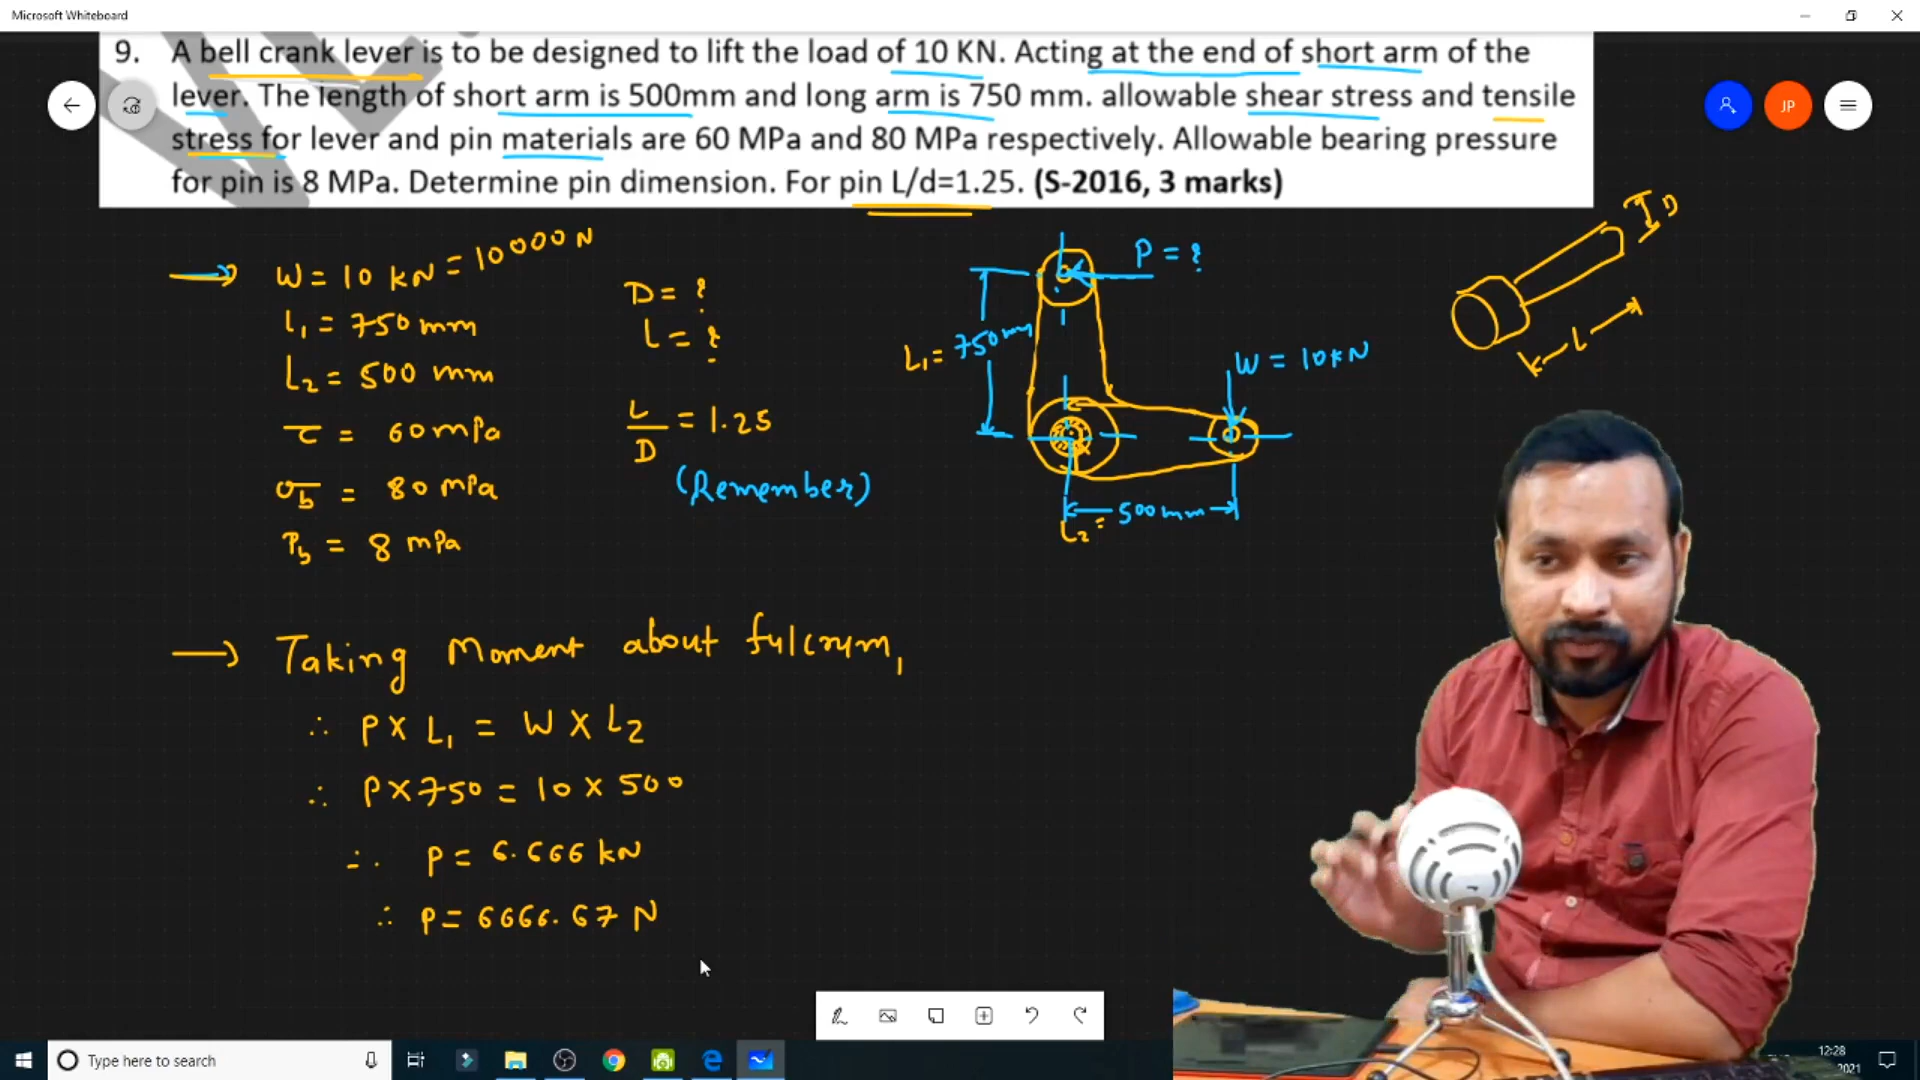 Microsoft Whiteboard
9. A bell crank lever is to be designed to lift the load of 10 KN. Acting at the end of short arm of the
lever. The length of short arm is 500mm and long arm is 750 mm. allowable shear stress and tensile
stress for lever and pin materials are 60 MPa and 80 MPa respectively. Allowable bearing pressure
for pin is 8 MPa. Determine pin dimension. For pin L/d=1.25. (S-2016, 3 marks)
JP
W = 10 kN = 10000 N
L₁ = 750 mm
L₂ = 500 mm
τ = 60 mPa
σb = 80 mPa
Pb = 8 mPa
D = ?
l = ?
L/D = 1.25
(Remember)
P = ?
L₁ = 750 mm
W = 10 kN
L₂ = 500 mm
D
L
→ Taking Moment about fulcrum,
∴ P X L₁ = W X L₂
∴ P X 750 = 10 X 500
∴ P = 6.666 kN
∴ P = 6666.67 N
Type here to search
12:28
2021